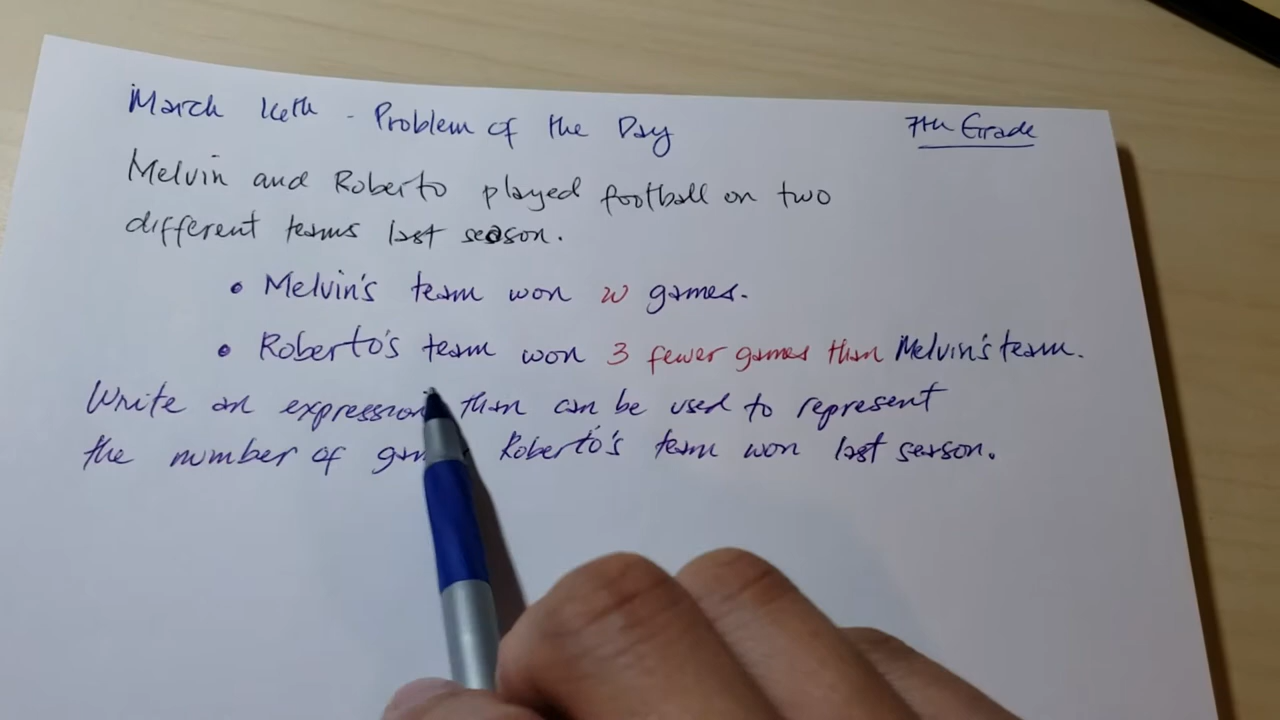 March 16th - Problem of the Day
7th Grade
Melvin and Roberto played football on two
different teams last season.
• Melvin's team won w games.
• Roberto's team won 3 fewer games than Melvin's team.
Write an expression than can be used to represent
the number of Roberto's team won last season.